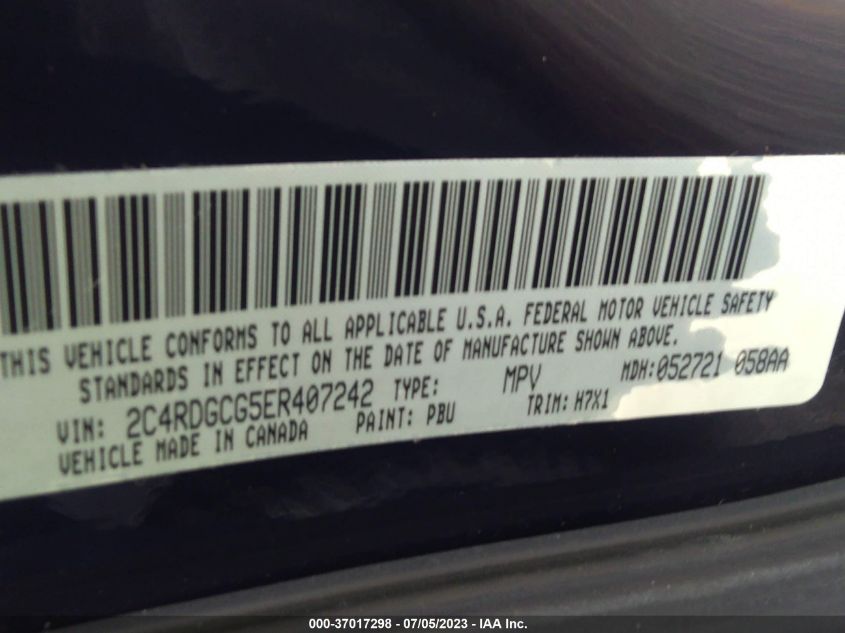 THIS VEHICLE CONFORMS TO ALL APPLICABLE U.S.A. FEDERAL MOTOR VEHICLE SAFETY
STANDARDS IN EFFECT ON THE DATE OF MANUFACTURE SHOWN ABOVE.
VIN: 2C4RDGCG5ER407242 TYPE: MPV MDH: 052721 058AA
VEHICLE MADE IN CANADA PAINT: PBU TRIM: H7X1
000-37017298 - 07/05/2023 - IAA Inc.